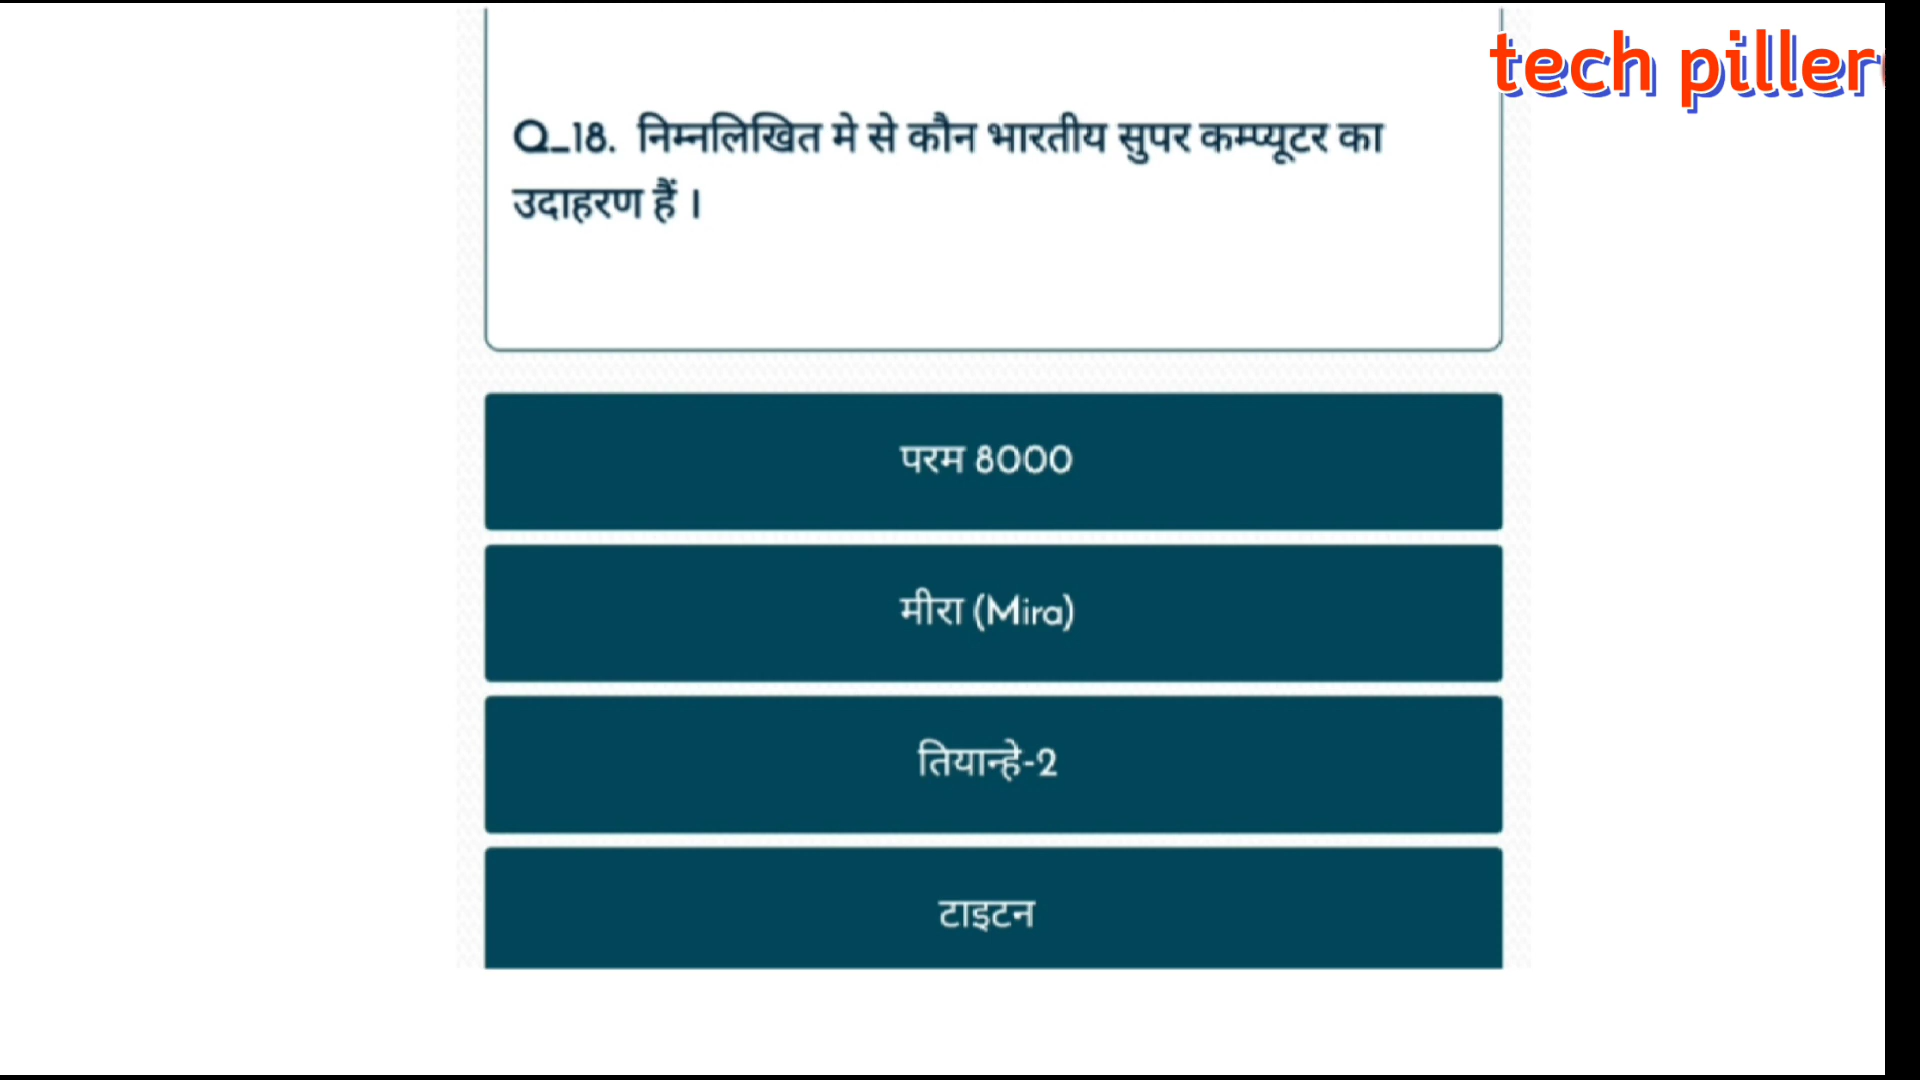 tech piller
Q_18. निम्नलिखित मे से कौन भारतीय सुपर कम्प्यूटर का
उदाहरण हैं ।
परम 8000
मीरा (Mira)
तियान्हे-2
टाइटन